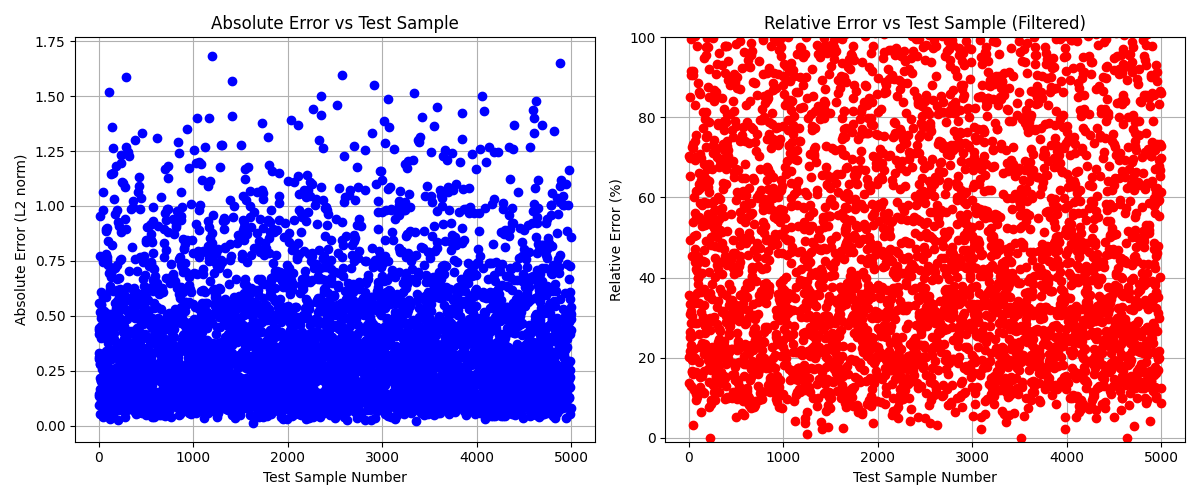 Absolute Error vs Test Sample
Absolute Error (L2 norm)
1.75
1.50
1.25
1.00
0.75
0.50
0.25
0.00
0 1000 2000 3000 4000 5000
Test Sample Number
Relative Error vs Test Sample (Filtered)
Relative Error (%)
100
80
60
40
20
0
0 1000 2000 3000 4000 5000
Test Sample Number